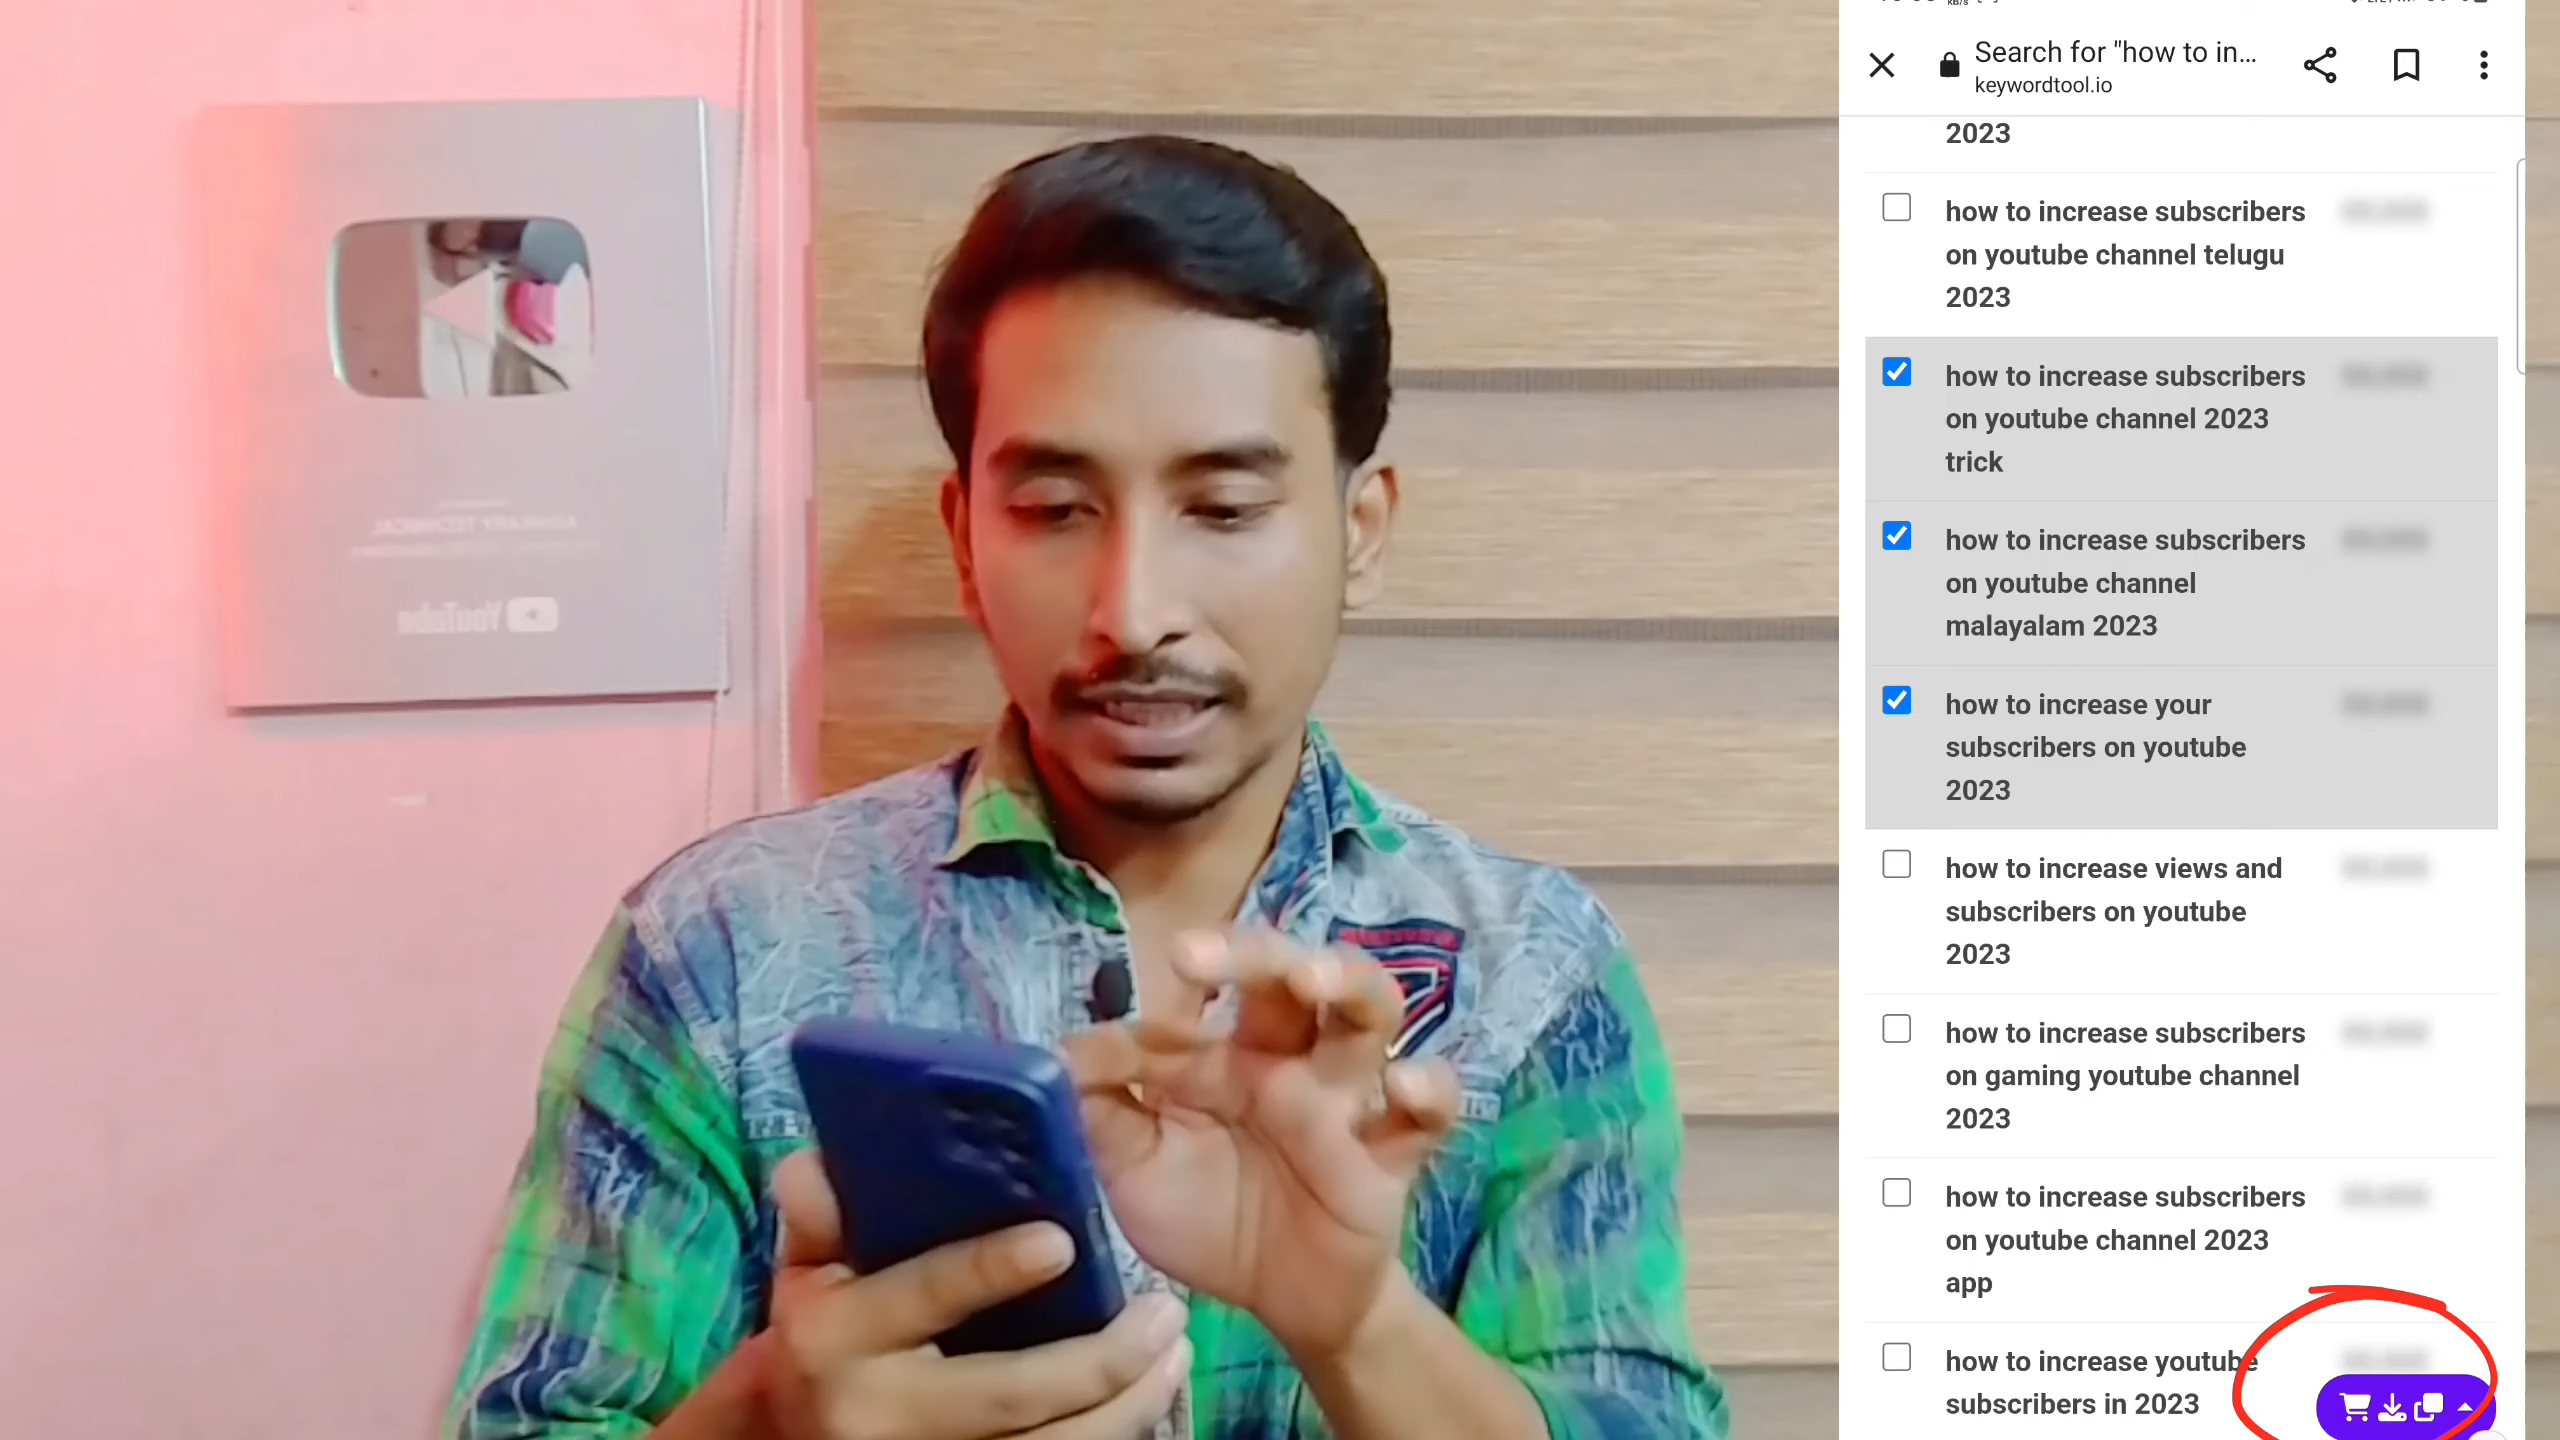 ADHIKARY TECHNICAL
YouTube
Search for "how to in...
keywordtool.io
2023
how to increase subscribers
on youtube channel telugu
2023
how to increase subscribers
on youtube channel 2023
trick
how to increase subscribers
on youtube channel
malayalam 2023
how to increase your
subscribers on youtube
2023
how to increase views and
subscribers on youtube
2023
how to increase subscribers
on gaming youtube channel
2023
how to increase subscribers
on youtube channel 2023
app
how to increase youtube
subscribers in 2023